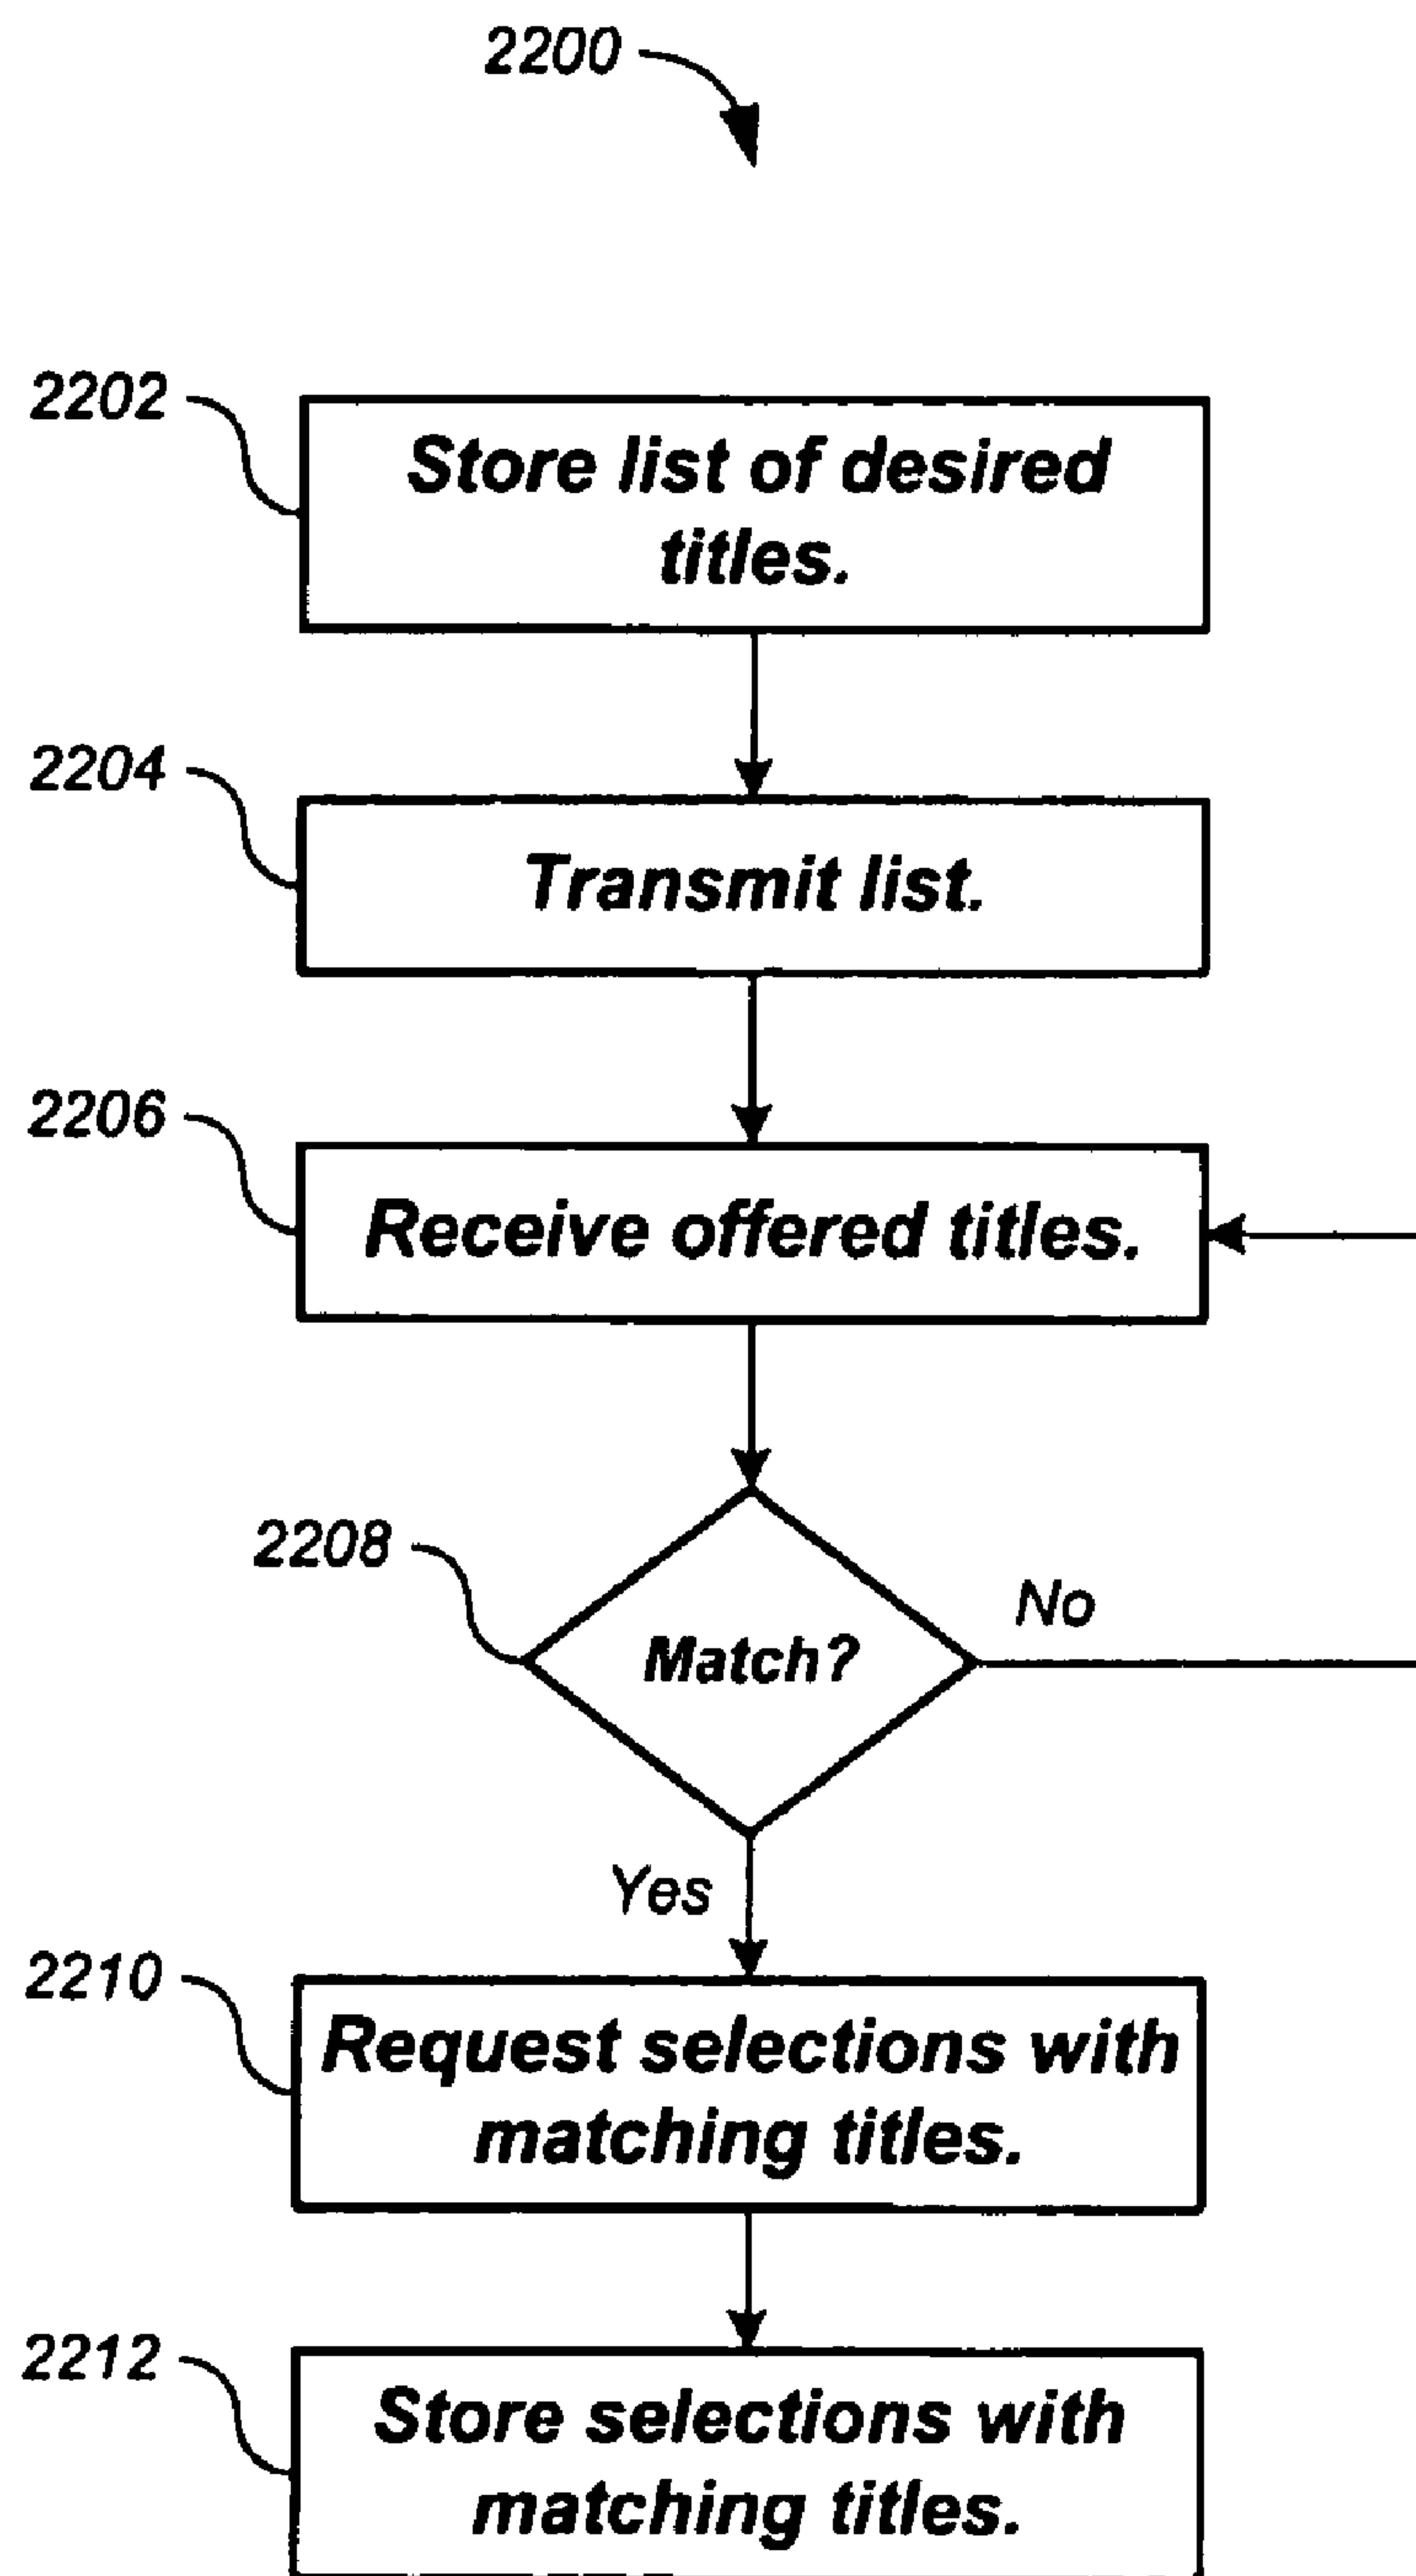 2200
2202
Store list of desired
titles.
2204
Transmit list.
2206
Receive offered titles.
2208
Match?
No
Yes
2210
Request selections with
matching titles.
2212
Store selections with
matching titles.